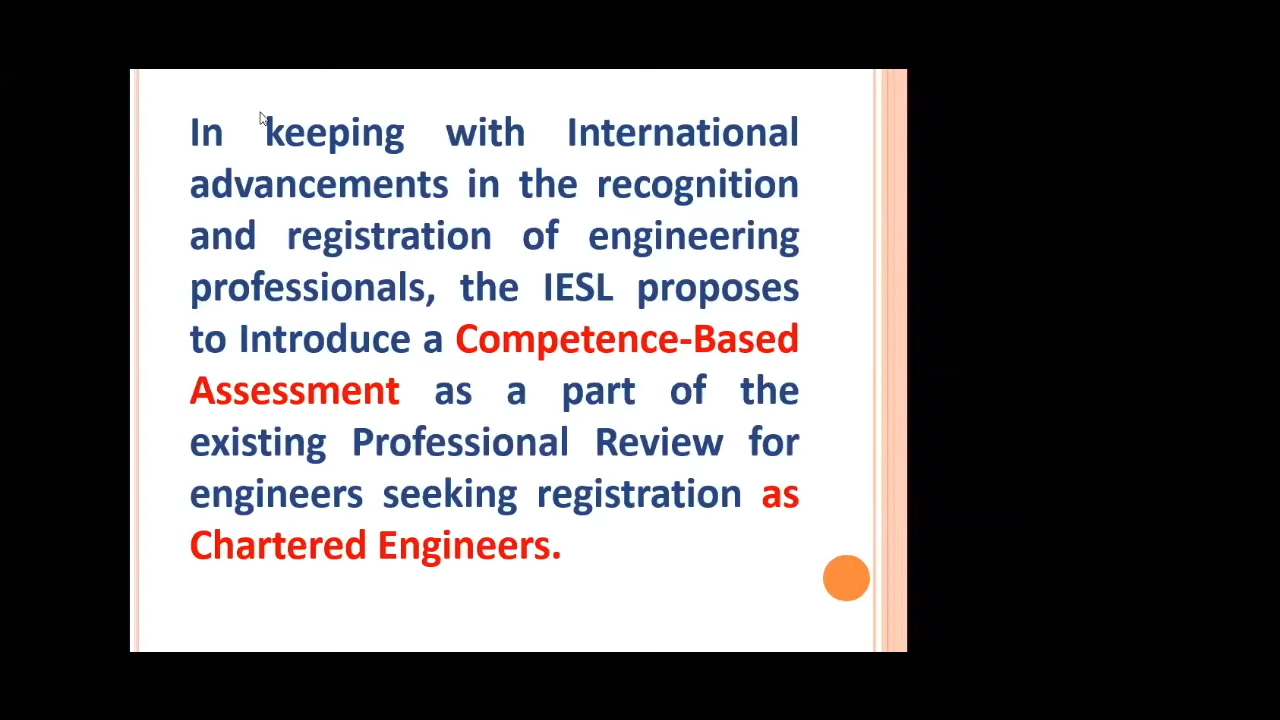 In keeping with International
advancements in the recognition
and registration of engineering
professionals, the IESL proposes
to Introduce a Competence-Based
Assessment as a part of the
existing Professional Review for
engineers seeking registration as
Chartered Engineers.